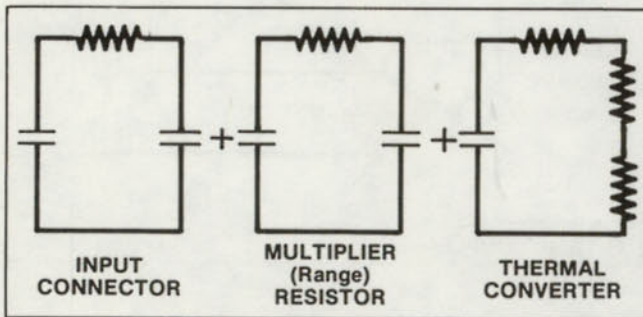 +
+
INPUT
CONNECTOR
MULTIPLIER
(Range)
RESISTOR
THERMAL
CONVERTER